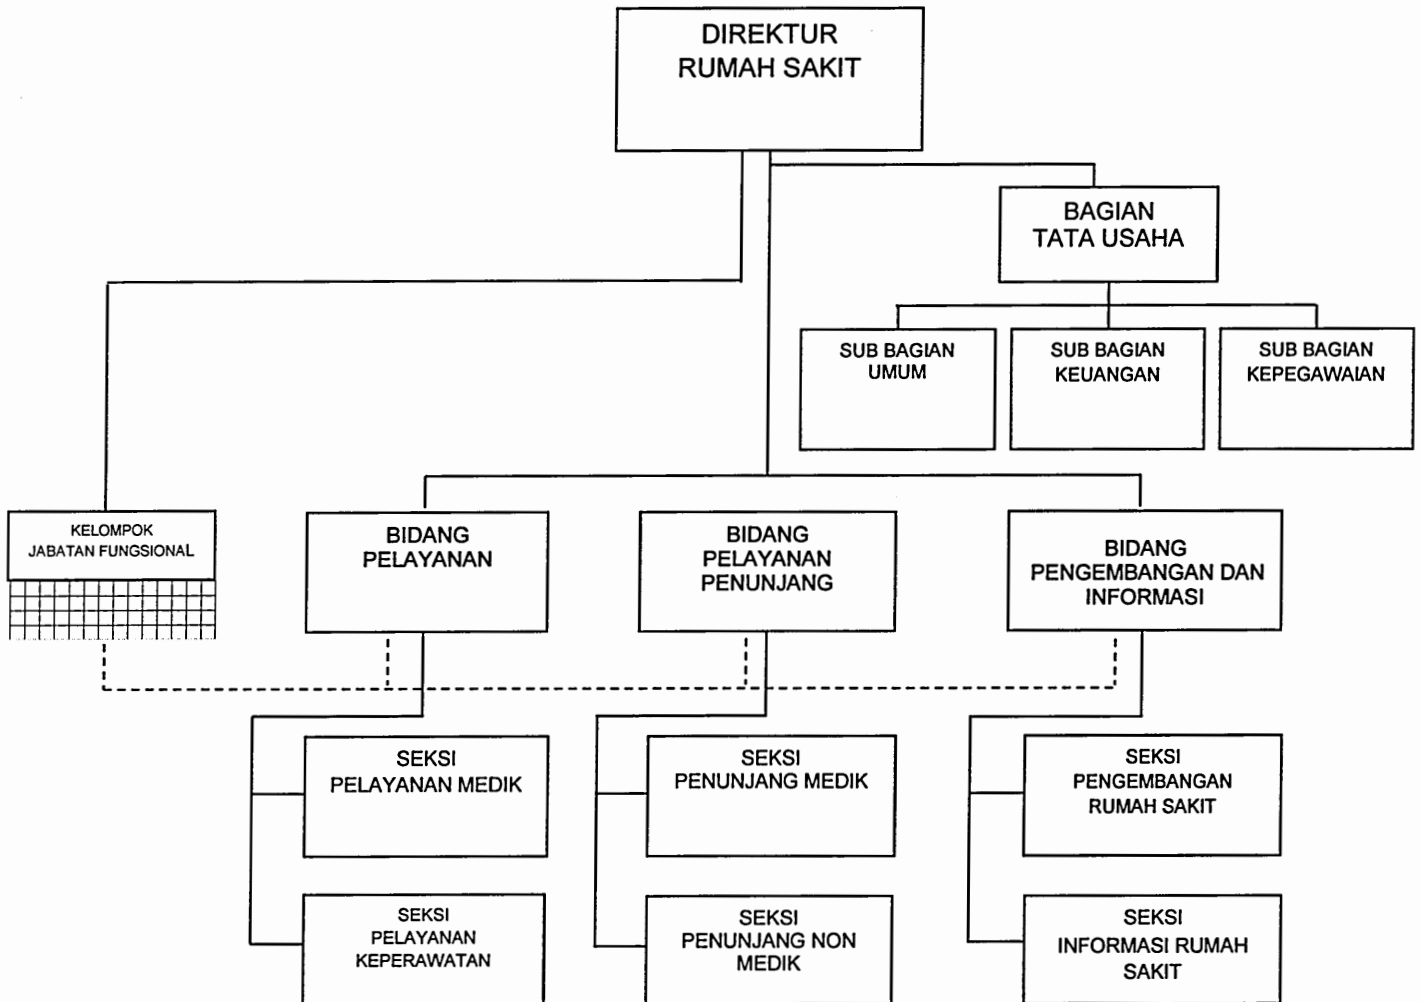 DIREKTUR
RUMAH SAKIT
BAGIAN
TATA USAHA
SUB BAGIAN
UMUM
SUB BAGIAN
KEUANGAN
SUB BAGIAN
KEPEGAWAIAN
KELOMPOK
JABATAN FUNGSIONAL
BIDANG
PELAYANAN
BIDANG
PELAYANAN
PENUNJANG
BIDANG
PENGEMBANGAN DAN
INFORMASI
SEKSI
PELAYANAN MEDIK
SEKSI
PENUNJANG MEDIK
SEKSI
PENGEMBANGAN
RUMAH SAKIT
SEKSI
PELAYANAN
KEPERAWATAN
SEKSI
PENUNJANG NON
MEDIK
SEKSI
INFORMASI RUMAH
SAKIT